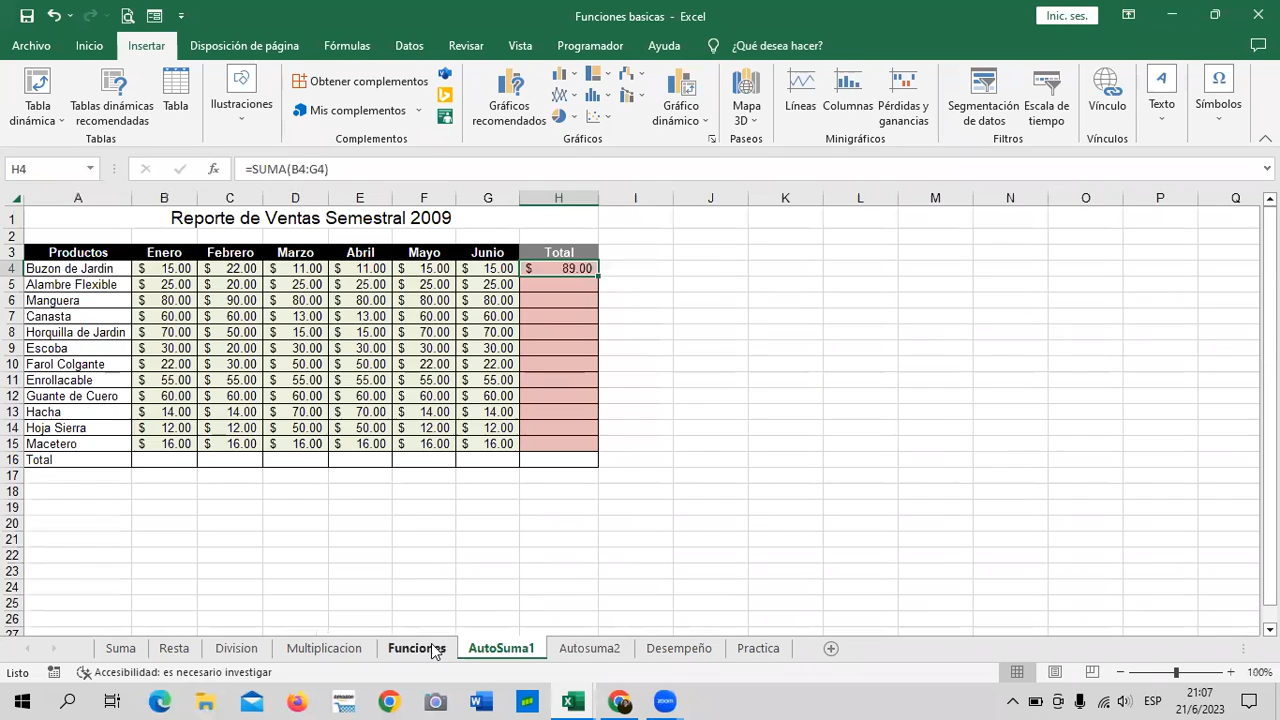 Funciones basicas - Excel
Inic. ses.
Archivo Inicio Insertar Disposición de página Fórmulas Datos Revisar Vista Programador Ayuda ¿Qué desea hacer?
Tabla dinámica Tablas dinámicas recomendadas Tabla Ilustraciones Obtener complementos Mis complementos Gráficos recomendados Gráfico dinámico Mapa 3D Líneas Columnas Pérdidas y ganancias Segmentación de datos Escala de tiempo Vínculo Texto Símbolos
Tablas Complementos Gráficos Paseos Minigráficos Filtros Vínculos
H4 fx =SUMA(B4:G4)
A B C D E F G H I J K L M N O P Q
1 Reporte de Ventas Semestral 2009
2
3 Productos Enero Febrero Marzo Abril Mayo Junio Total
4 Buzon de Jardin $ 15.00 $ 22.00 $ 11.00 $ 11.00 $ 15.00 $ 15.00 $ 89.00
5 Alambre Flexible $ 25.00 $ 20.00 $ 25.00 $ 25.00 $ 25.00 $ 25.00
6 Manguera $ 80.00 $ 90.00 $ 80.00 $ 80.00 $ 80.00 $ 80.00
7 Canasta $ 60.00 $ 60.00 $ 13.00 $ 13.00 $ 60.00 $ 60.00
8 Horquilla de Jardin $ 70.00 $ 50.00 $ 15.00 $ 15.00 $ 70.00 $ 70.00
9 Escoba $ 30.00 $ 20.00 $ 30.00 $ 30.00 $ 30.00 $ 30.00
10 Farol Colgante $ 22.00 $ 30.00 $ 50.00 $ 50.00 $ 22.00 $ 22.00
11 Enrollacable $ 55.00 $ 55.00 $ 55.00 $ 55.00 $ 55.00 $ 55.00
12 Guante de Cuero $ 60.00 $ 60.00 $ 60.00 $ 60.00 $ 60.00 $ 60.00
13 Hacha $ 14.00 $ 14.00 $ 70.00 $ 70.00 $ 14.00 $ 14.00
14 Hoja Sierra $ 12.00 $ 12.00 $ 50.00 $ 50.00 $ 12.00 $ 12.00
15 Macetero $ 16.00 $ 16.00 $ 16.00 $ 16.00 $ 16.00 $ 16.00
16 Total
17
18
19
20
21
22
23
24
25
26
27
Suma Resta Division Multiplicacion Funciones AutoSuma1 Autosuma2 Desempeño Practica
Listo Accesibilidad: es necesario investigar 100%
zoom ESP 21:07
21/6/2023